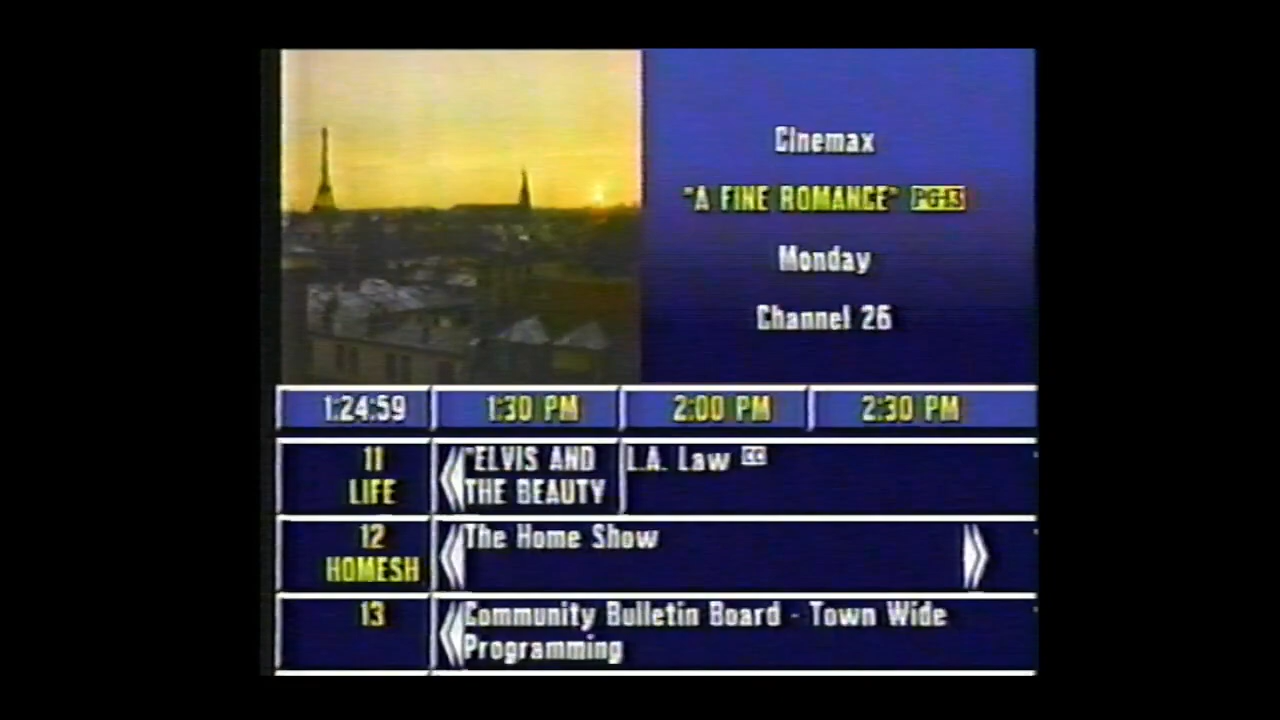 Cinemax
"A FINE ROMANCE" PG-13
Monday
Channel 26
1:24:59 1:30 PM 2:00 PM 2:30 PM
11 LIFE "ELVIS AND THE BEAUTY L.A. Law CC
12 HOMESH The Home Show
13 Community Bulletin Board - Town Wide
Programming